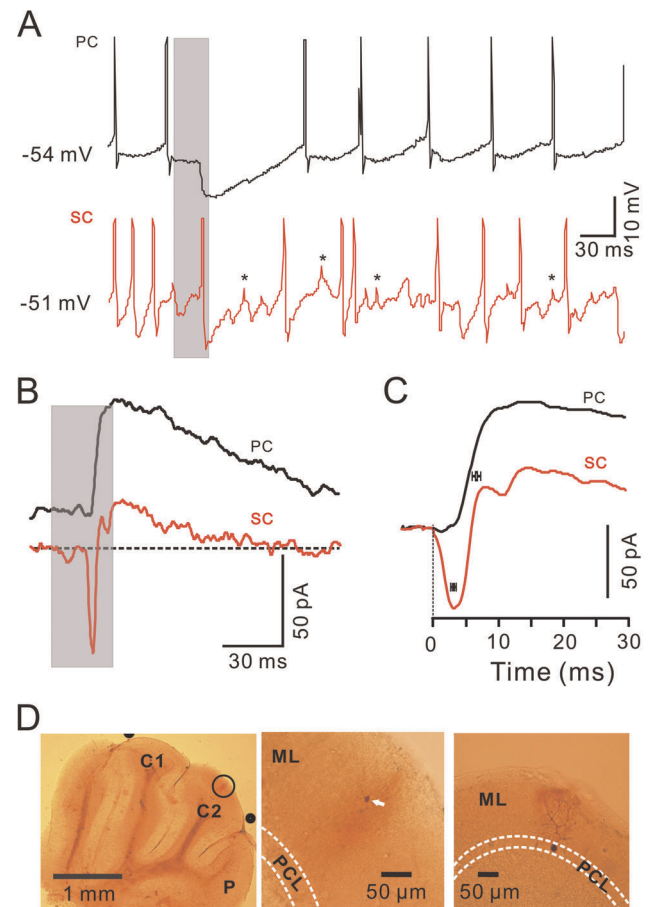 A
PC
-54 mV
10 mV
30 ms
SC
*
*
*
*
-51 mV
B
PC
SC
50 pA
30 ms
C
PC
SC
50 pA
0 10 20 30
Time (ms)
D
C1
C2
P
1 mm
ML
PCL
50 µm
ML
PCL
50 µm